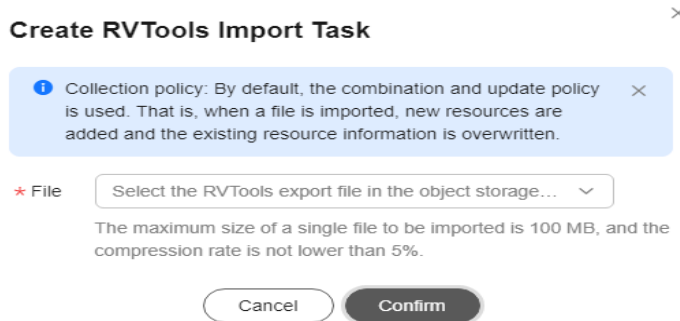 Create RVTools Import Task
Collection policy: By default, the combination and update policy
is used. That is, when a file is imported, new resources are
added and the existing resource information is overwritten.
* File Select the RVTools export file in the object storage...
The maximum size of a single file to be imported is 100 MB, and the
compression rate is not lower than 5%.
Cancel Confirm